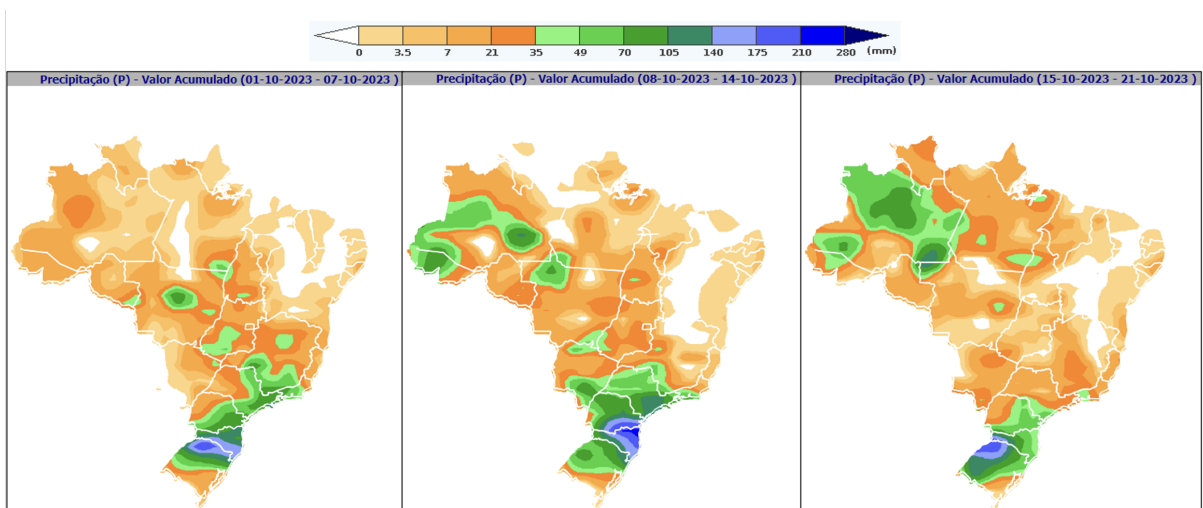 0 3.5 7 21 35 49 70 105 140 175 210 280 (mm)
Precipitação (P) - Valor Acumulado (01-10-2023 - 07-10-2023 )
Precipitação (P) - Valor Acumulado (08-10-2023 - 14-10-2023 )
Precipitação (P) - Valor Acumulado (15-10-2023 - 21-10-2023 )